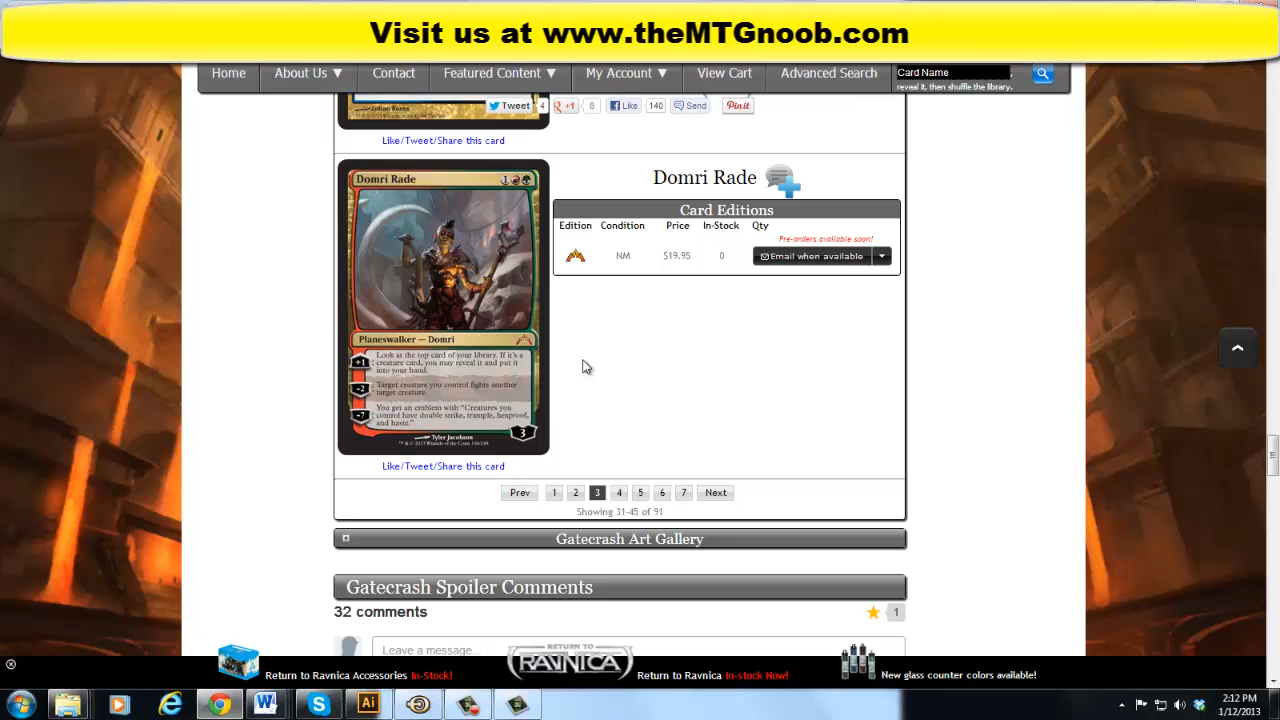 Visit us at www.theMTGnoob.com
Home About Us ▼ Contact Featured Content ▼ My Account ▼ View Cart Advanced Search Card Name
reveal it, then shuffle the library.
Tweet 4 +1 8 Like 140 Send Pin it
Like/Tweet/Share this card
Domri Rade
Planeswalker — Domri
+1 Look at the top card of your library. If it's a
creature card, you may reveal it and put it
into your hand.
-2 Target creature you control fights another
target creature.
-7 You get an emblem with "Creatures you
control have double strike, trample, hexproof,
and haste."
Tyler Jacobson 3
Like/Tweet/Share this card
Domri Rade
Card Editions
Edition Condition Price In-Stock Qty
Pre-orders available soon!
NM $19.95 0 Email when available
Prev 1 2 3 4 5 6 7 Next
Showing 31-45 of 91
Gatecrash Art Gallery
Gatecrash Spoiler Comments
32 comments 1
Leave a message...
Return to Ravnica Accessories In-Stock!
RETURN TO
RAVNICA
Return to Ravnica In-stock Now!
New glass counter colors available!
2:12 PM
1/12/2013